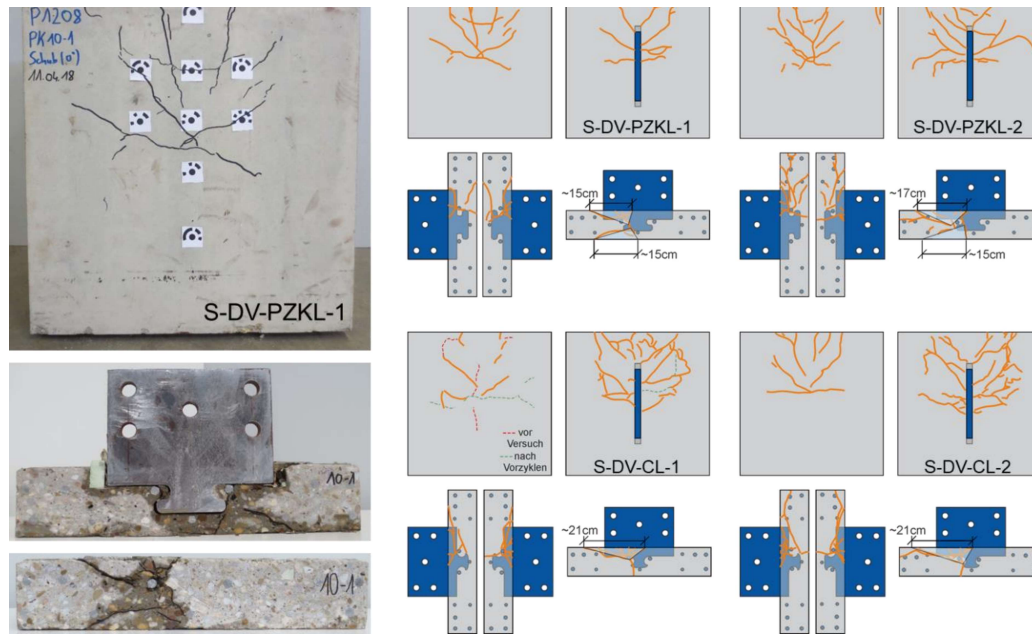 P1208
PK10-1
Schub(0°)
11.04.18
S-DV-PZKL-1
10-1
10-1
S-DV-PZKL-1
S-DV-PZKL-2
~15cm
~15cm
~17cm
~15cm
vor
Versuch
nach
Vorzyklen
S-DV-CL-1
S-DV-CL-2
~21cm
~21cm